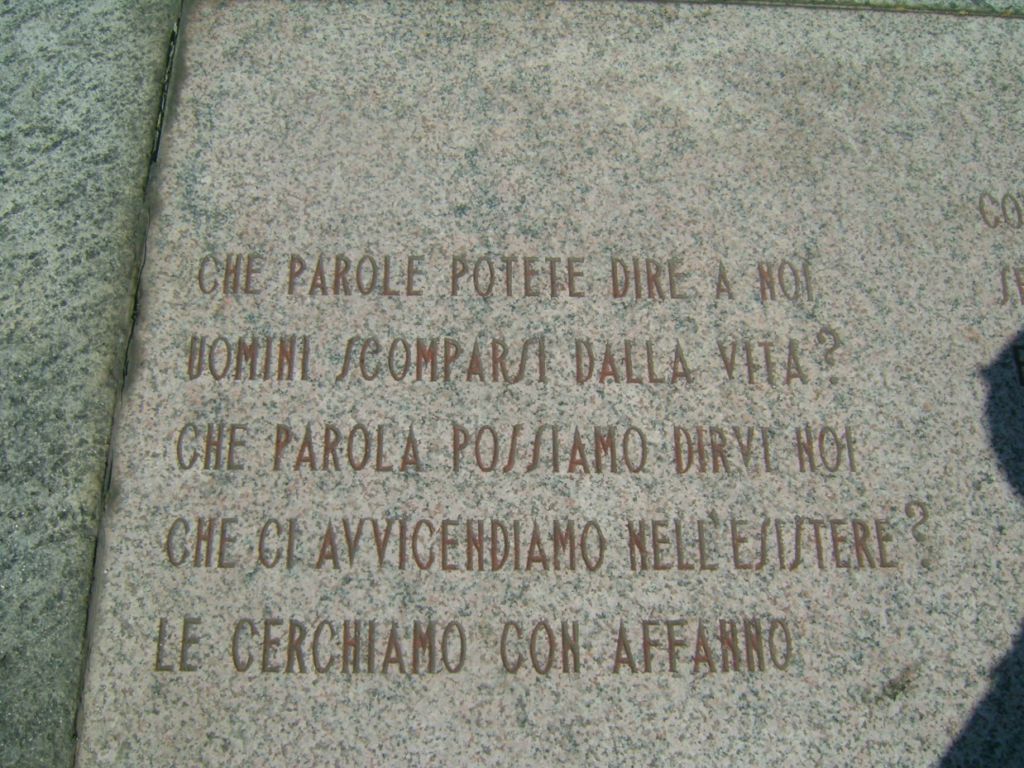 CHE PAROLE POTETE DIRE A NOI
UOMINI SCOMPARSI DALLA VITA?
CHE PAROLA POSSIAMO DIRVI NOI
CHE CI AVVICENDIAMO NELL'ESISTERE?
LE CERCHIAMO CON AFFANNO